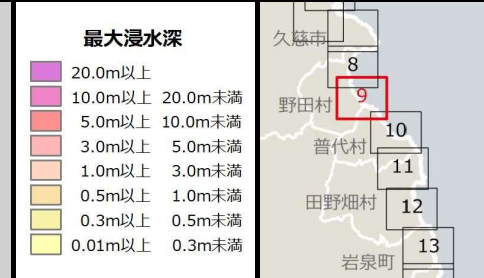 最大浸水深
20.0m以上
10.0m以上 20.0m未満
5.0m以上 10.0m未満
3.0m以上 5.0m未満
1.0m以上 3.0m未満
0.5m以上 1.0m未満
0.3m以上 0.5m未満
0.01m以上 0.3m未満
久慈市
8
9
野田村
10
普代村
11
田野畑村
12
13
岩泉町